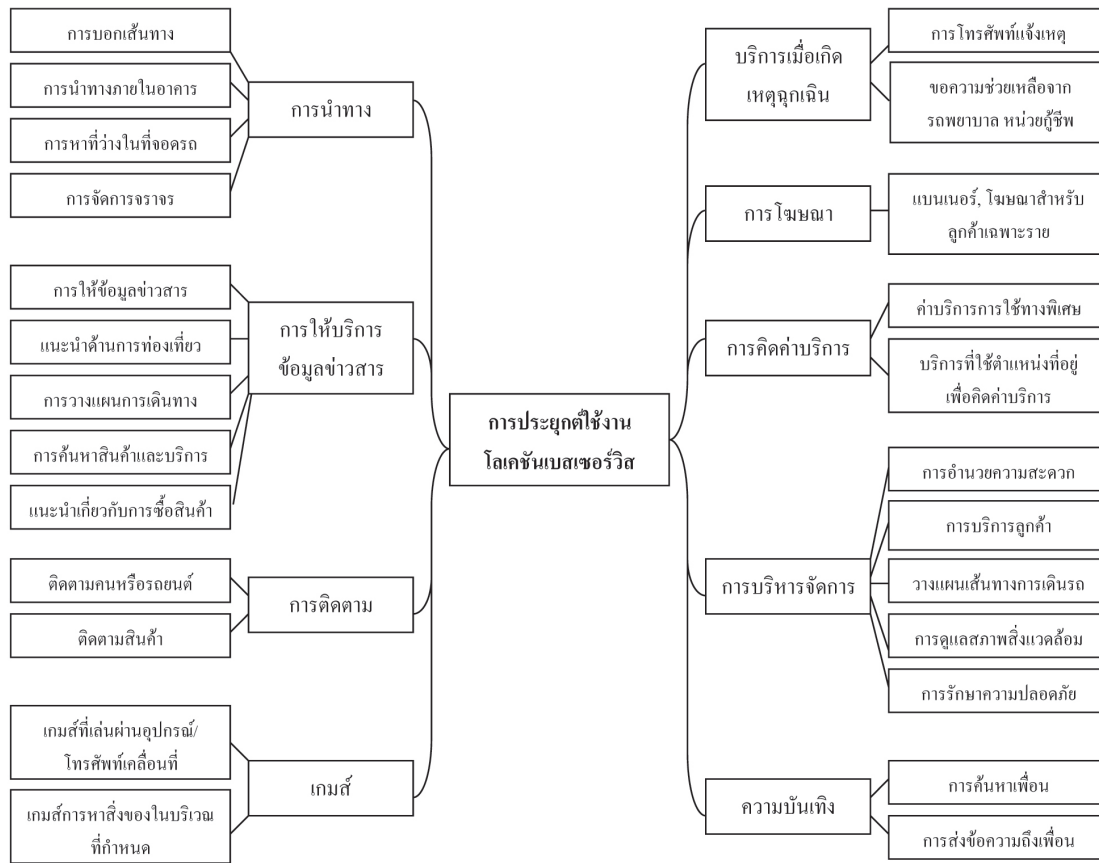 การบอกเส้นทาง
การนำทางภายในอาคาร
การหาที่ว่างในที่จอดรถ
การจัดการจราจร
การนำทาง
การให้ข้อมูลข่าวสาร
แนะนำด้านการท่องเที่ยว
การวางแผนการเดินทาง
การค้นหาสินค้าและบริการ
แนะนำเกี่ยวกับการซื้อสินค้า
การให้บริการ
ข้อมูลข่าวสาร
ติดตามคนหรือรถยนต์
ติดตามสินค้า
การติดตาม
เกมส์ที่เล่นผ่านอุปกรณ์/
โทรศัพท์เคลื่อนที่
เกมส์การหาสิ่งของในบริเวณ
ที่กำหนด
เกมส์
การประยุกต์ใช้งาน
โลเคชันเบสเซอร์วิส
บริการเมื่อเกิด
เหตุฉุกเฉิน
การโทรศัพท์แจ้งเหตุ
ขอความช่วยเหลือจาก
รถพยาบาล หน่วยกู้ชีพ
การโฆษณา
แบนเนอร์, โฆษณาสำหรับ
ลูกค้าเฉพาะราย
การคิดค่าบริการ
ค่าบริการการใช้ทางพิเศษ
บริการที่ใช้ตำแหน่งที่อยู่
เพื่อคิดค่าบริการ
การบริหารจัดการ
การอำนวยความสะดวก
การบริการลูกค้า
วางแผนเส้นทางการเดินรถ
การดูแลสภาพสิ่งแวดล้อม
การรักษาความปลอดภัย
ความบันเทิง
การค้นหาเพื่อน
การส่งข้อความถึงเพื่อน